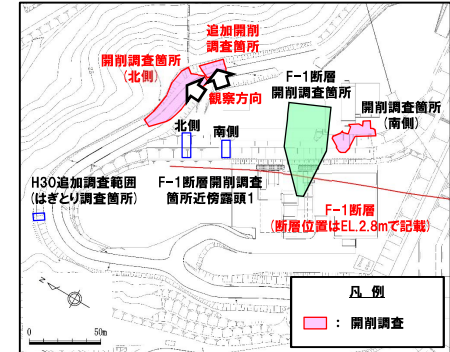 追加開削
調査箇所
開削調査箇所
(北側)
観察方向
F-1断層
開削調査箇所
開削調査箇所
(南側)
北側
南側
H30追加調査範囲
(はぎとり調査箇所)
F-1断層開削調査
箇所近傍露頭1
F-1断層
(断層位置はEL.2.8mで記載)
N
0
50m
凡 例
: 開削調査